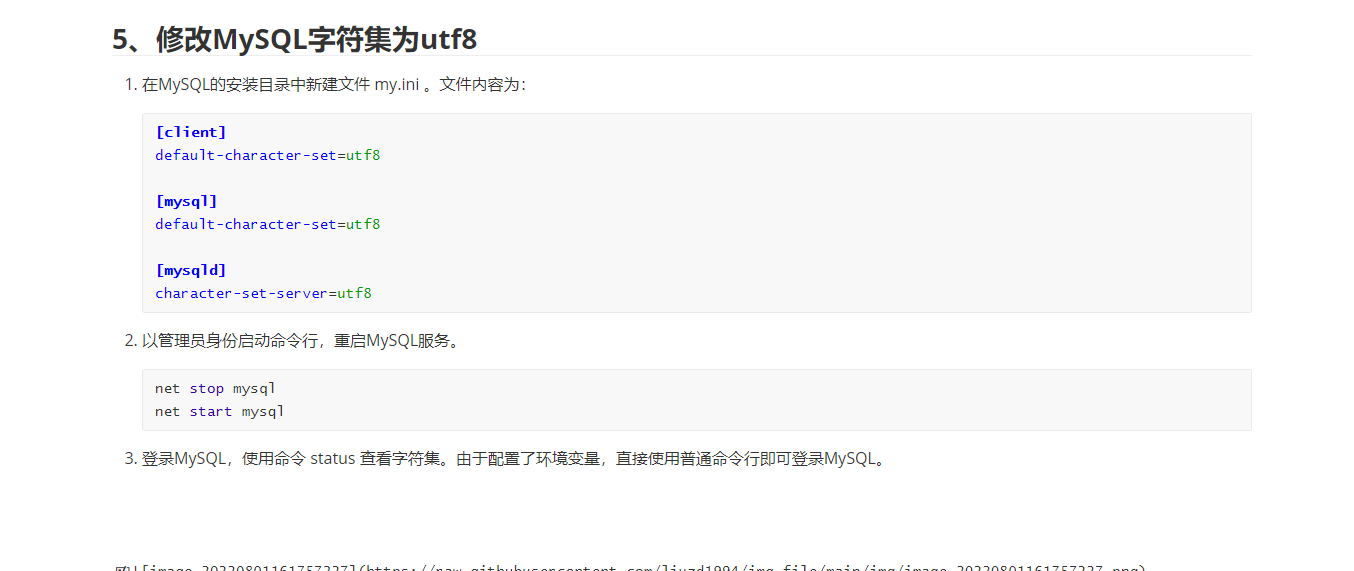 5、修改MySQL字符集为utf8
1. 在MySQL的安装目录中新建文件 my.ini 。文件内容为：
[client]
default-character-set=utf8
[mysql]
default-character-set=utf8
[mysqld]
character-set-server=utf8
2. 以管理员身份启动命令行，重启MySQL服务。
net stop mysql
net start mysql
3. 登录MySQL，使用命令 status 查看字符集。由于配置了环境变量，直接使用普通命令行即可登录MySQL。